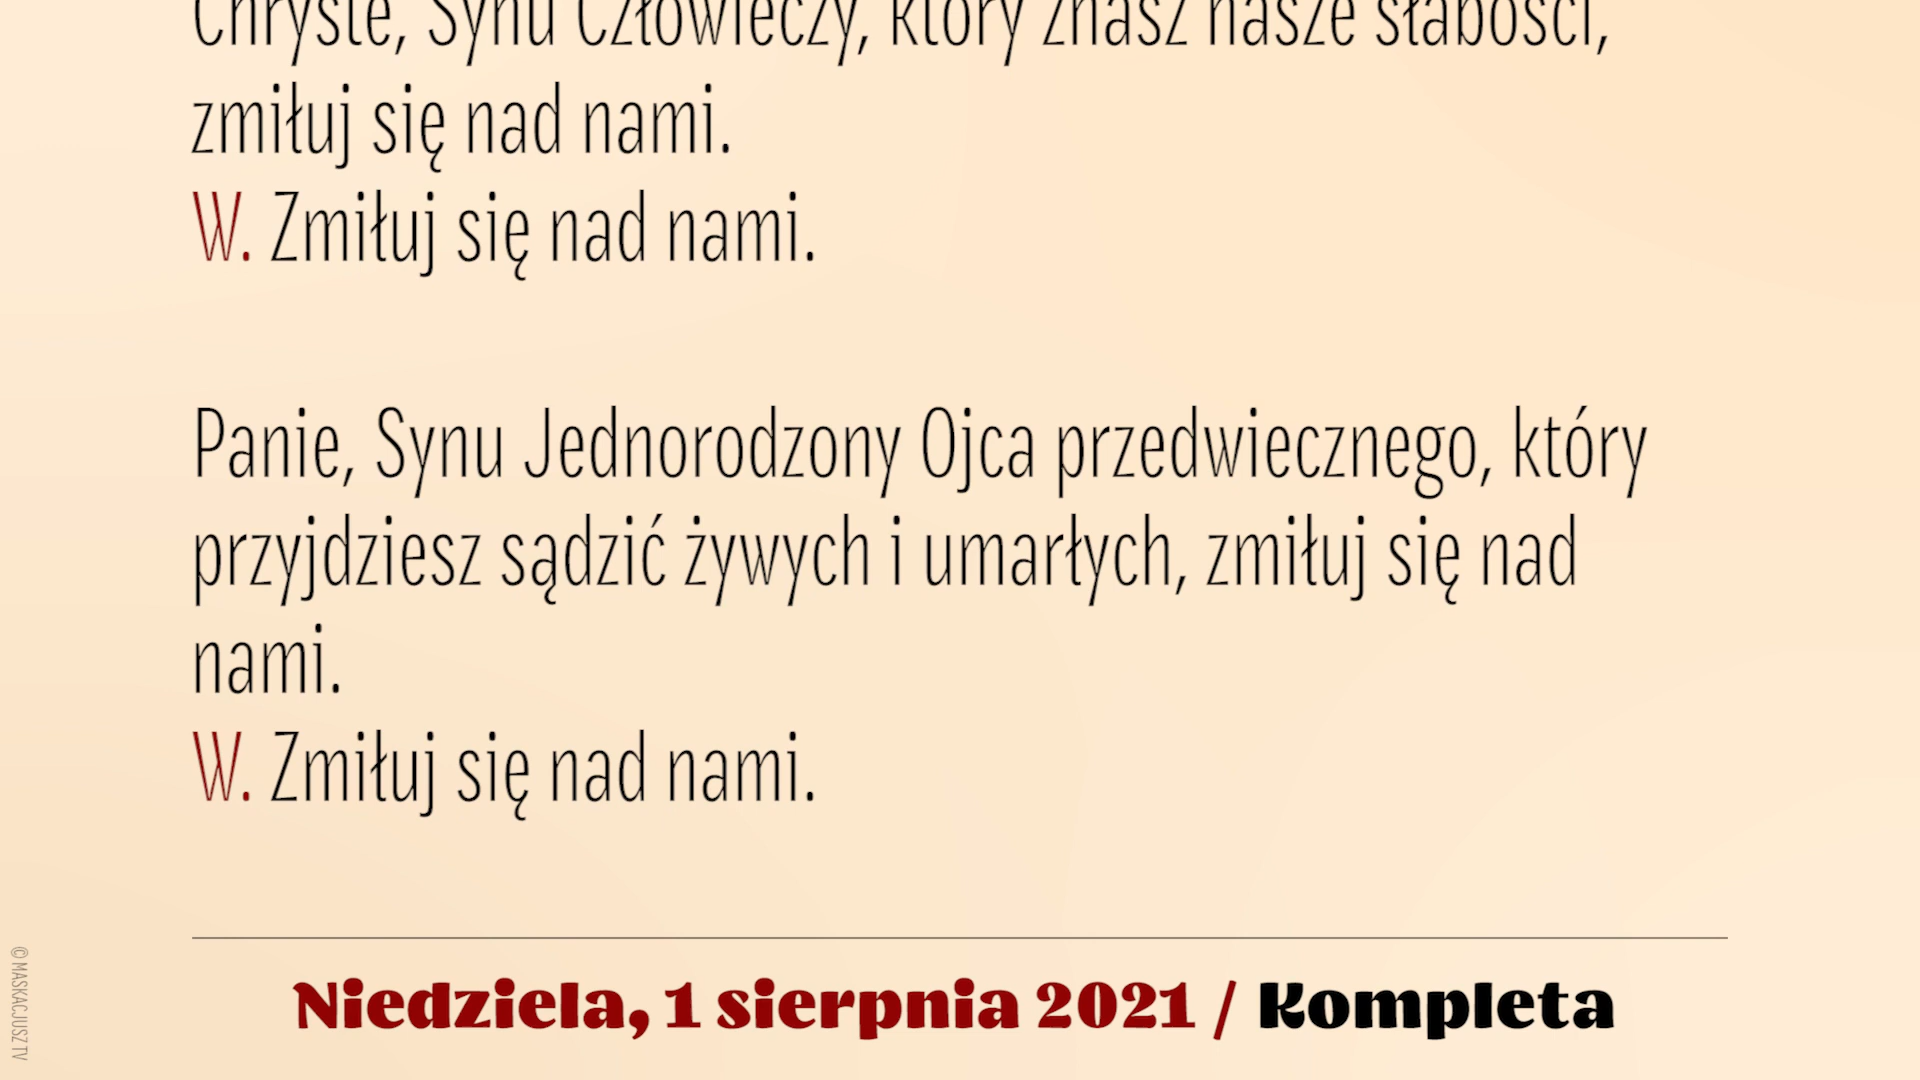 Chryste, Synu Człowieczy, który znasz nasze słabości,
zmiłuj się nad nami.
W. Zmiłuj się nad nami.
Panie, Synu Jednorodzony Ojca przedwiecznego, który
przyjdziesz sądzić żywych i umarłych, zmiłuj się nad
nami.
W. Zmiłuj się nad nami.
Niedziela, 1 sierpnia 2021 / Kompleta
© MASKACJUSZ TV